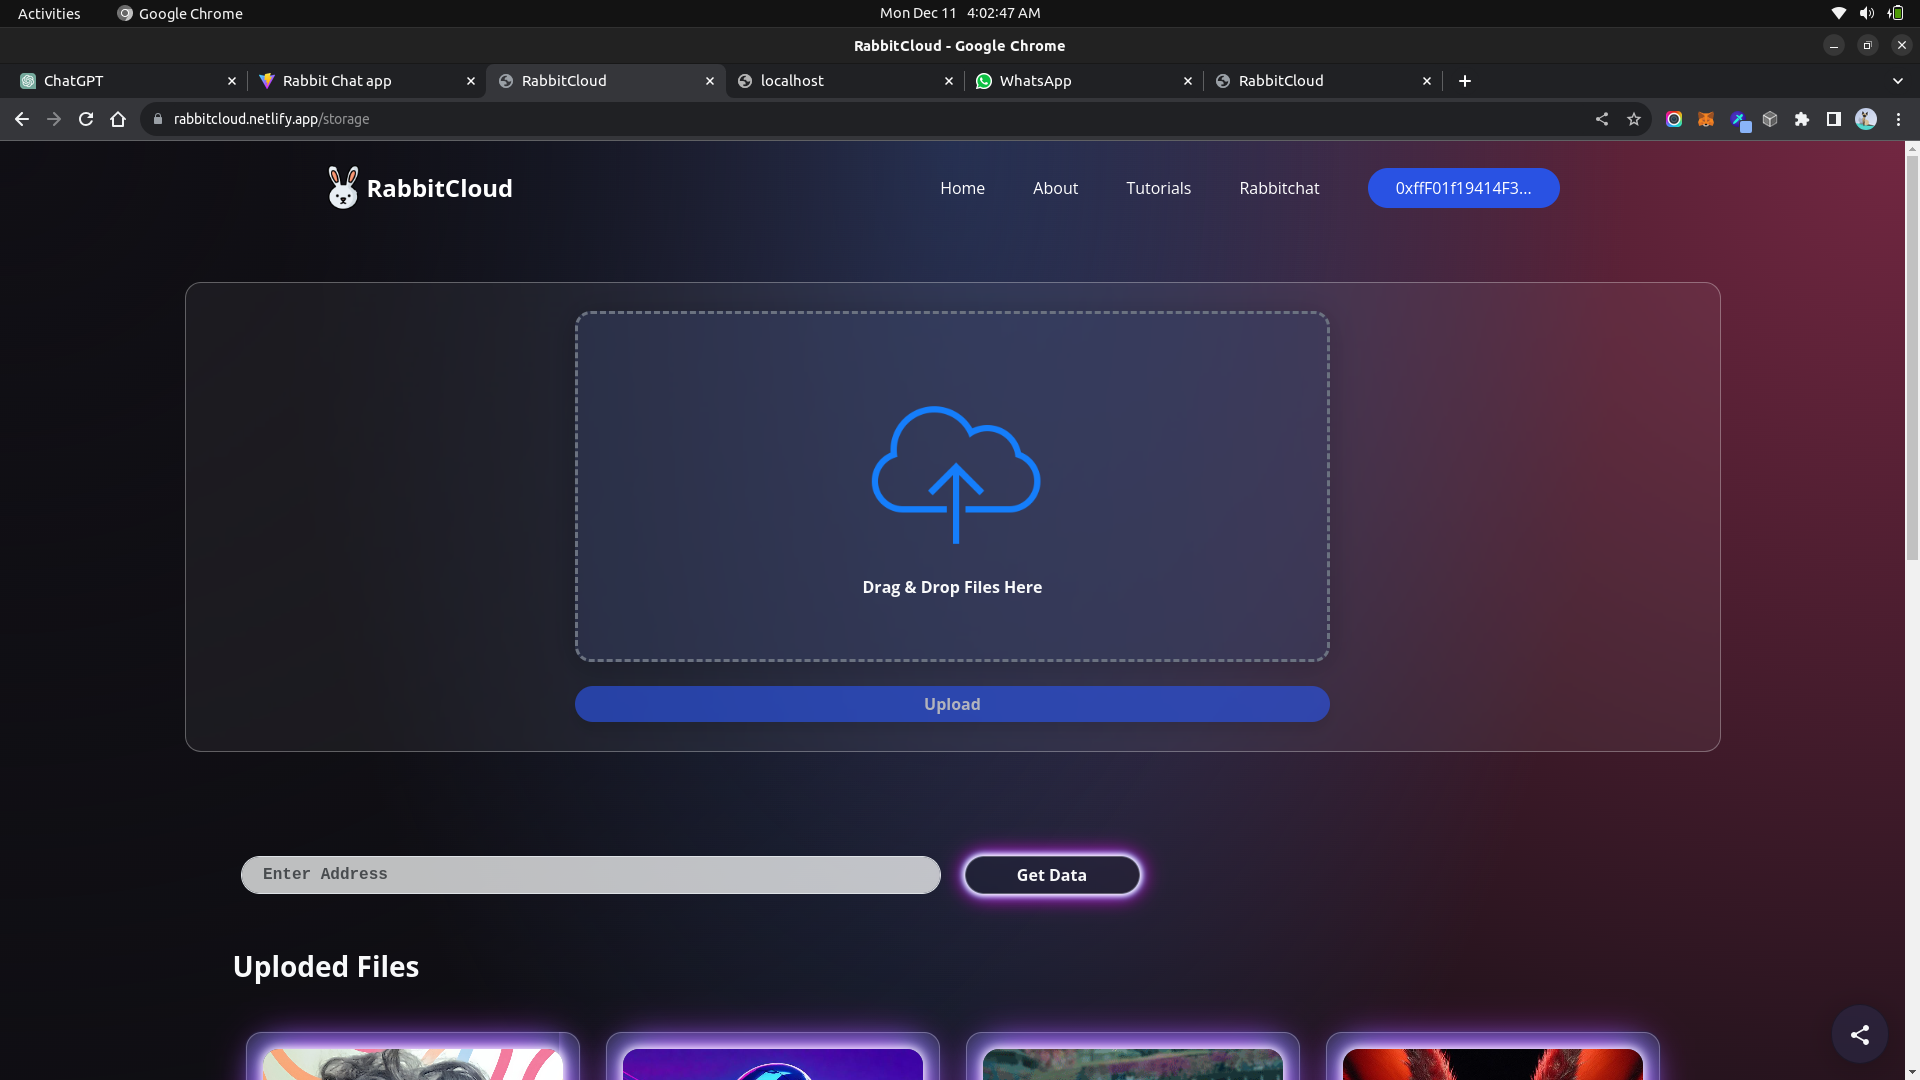 Activities Google Chrome Mon Dec 11 4:02:47 AM
RabbitCloud - Google Chrome
ChatGPT Rabbit Chat app RabbitCloud localhost WhatsApp RabbitCloud
rabbitcloud.netlify.app/storage
RabbitCloud Home About Tutorials Rabbitchat 0xffF01f19414F3...
Drag & Drop Files Here
Upload
Enter Address Get Data
Uploded Files